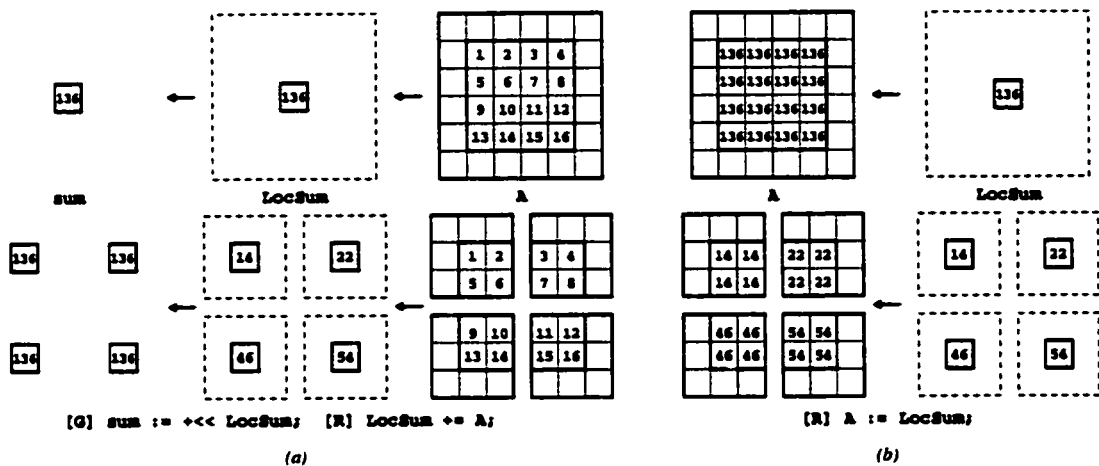 1 2 3 4
136 136 5 6 7 8
9 10 11 12
13 14 15 16
sum LocSum A
136 136 136 136
136 136 136 136 136
136 136 136 136
136 136 136 136
A LocSum
136 136 14 22 1 2 3 4
5 6 7 8
136 136 46 54 9 10 11 12
13 14 15 16
14 14 22 22 14 22
14 14 22 22
46 46 54 54 46 54
46 46 54 54
[G] sum := +<< LocSum; [R] LocSum += A;
(a)
[R] A := LocSum;
(b)